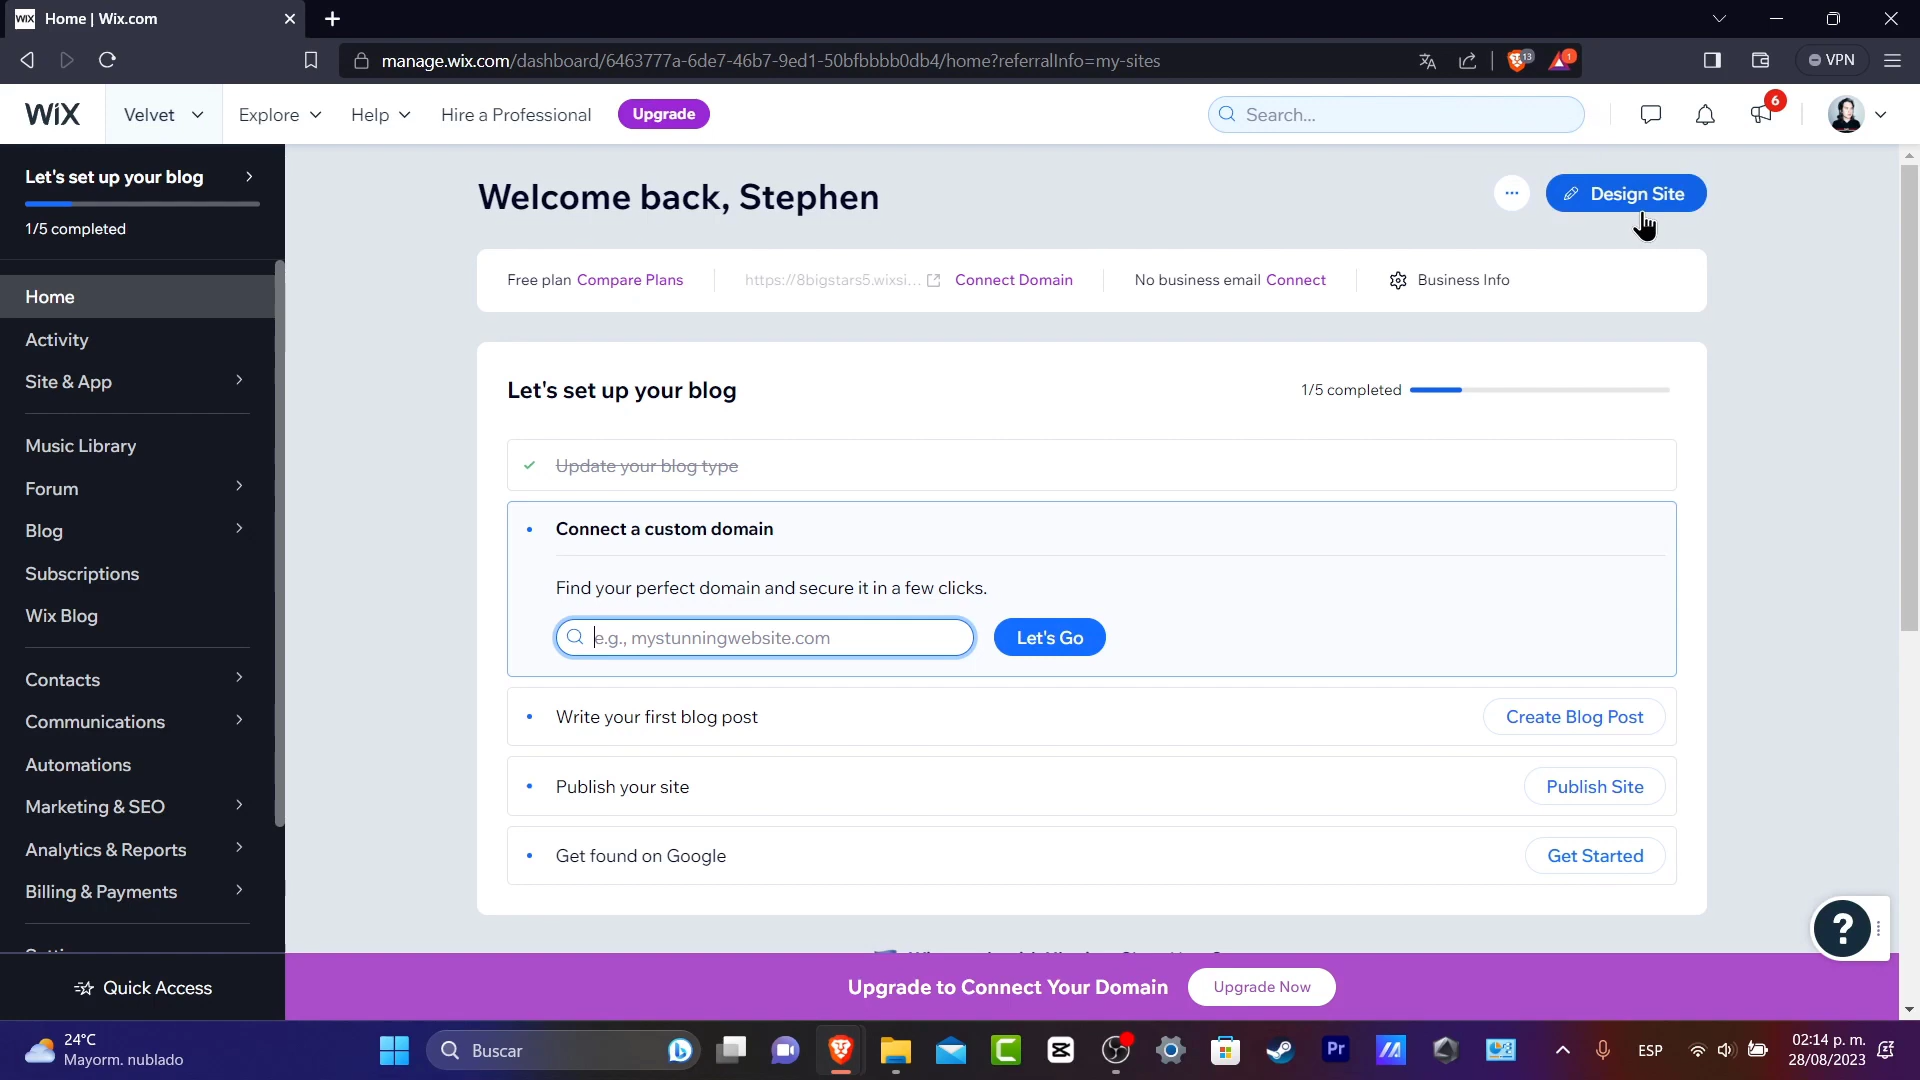 WIX Home | Wix.com
manage.wix.com/dashboard/6463777a-6de7-46b7-9ed1-50bfbbbb0db4/home?referralInfo=my-sites
13
1
VPN
WIX
Velvet
Explore
Help
Hire a Professional
Upgrade
Search...
6
Let's set up your blog
1/5 completed
Home
Activity
Site & App
Music Library
Forum
Blog
Subscriptions
Wix Blog
Contacts
Communications
Automations
Marketing & SEO
Analytics & Reports
Billing & Payments
Quick Access
Welcome back, Stephen
Design Site
Free plan Compare Plans
https://8bigstars5.wixsi... Connect Domain
No business email Connect
Business Info
Let's set up your blog
1/5 completed
Update your blog type
Connect a custom domain
Find your perfect domain and secure it in a few clicks.
e.g., mystunningwebsite.com
Let's Go
Write your first blog post
Create Blog Post
Publish your site
Publish Site
Get found on Google
Get Started
?
Upgrade to Connect Your Domain
Upgrade Now
24°C
Mayorm. nublado
Buscar
Pr
ESP
02:14 p. m.
28/08/2023